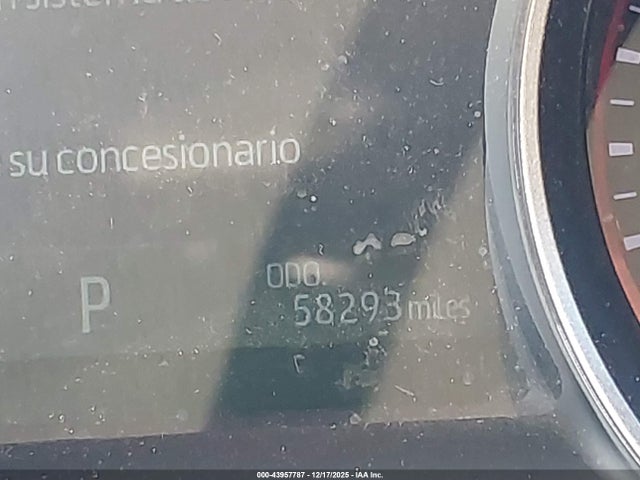 su concesionario
P
ODO
58293 miles
000-43957787 - 12/17/2025 - IAA Inc.